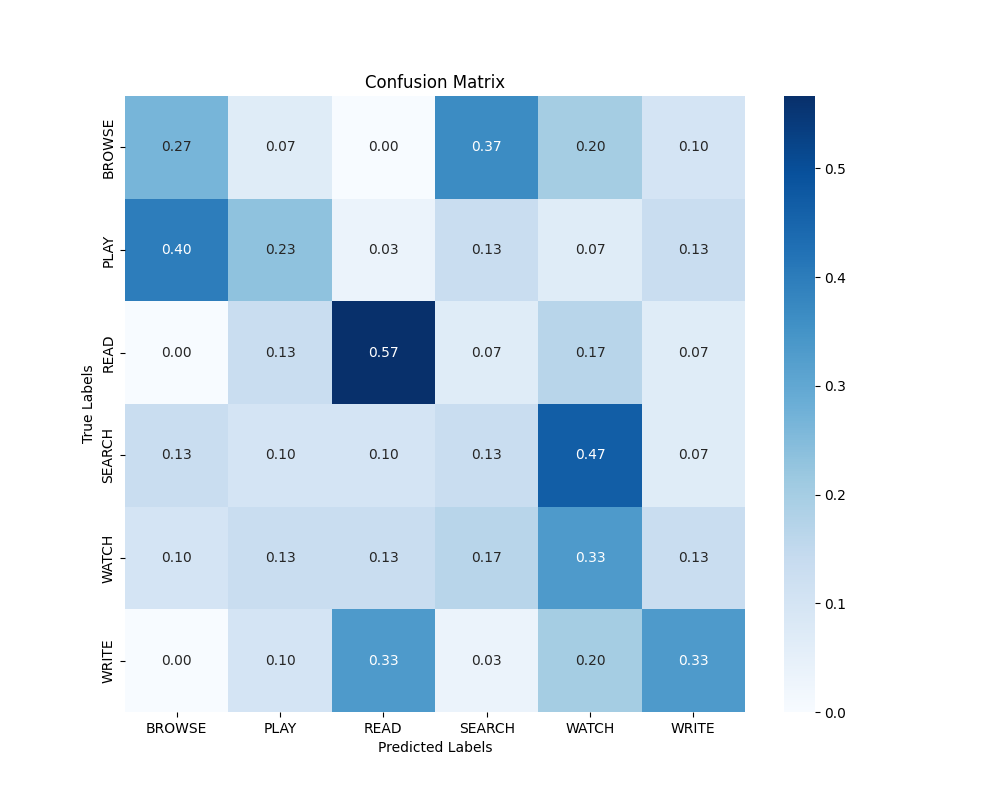 Confusion Matrix
True Labels
BROWSE 0.27 0.07 0.00 0.37 0.20 0.10
PLAY 0.40 0.23 0.03 0.13 0.07 0.13
READ 0.00 0.13 0.57 0.07 0.17 0.07
SEARCH 0.13 0.10 0.10 0.13 0.47 0.07
WATCH 0.10 0.13 0.13 0.17 0.33 0.13
WRITE 0.00 0.10 0.33 0.03 0.20 0.33
BROWSE PLAY READ SEARCH WATCH WRITE
Predicted Labels
0.5
0.4
0.3
0.2
0.1
0.0